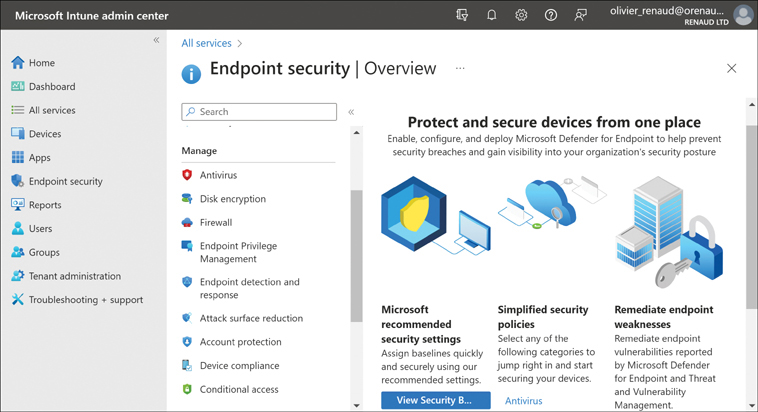 Microsoft Intune admin center
olivier_renaud@orenau...
RENAUD LTD
Home
Dashboard
All services
Devices
Apps
Endpoint security
Reports
Users
Groups
Tenant administration
Troubleshooting + support
All services
Endpoint security | Overview
Search
Manage
Antivirus
Disk encryption
Firewall
Endpoint Privilege
Management
Endpoint detection and
response
Attack surface reduction
Account protection
Device compliance
Conditional access
Protect and secure devices from one place
Enable, configure, and deploy Microsoft Defender for Endpoint to help prevent
security breaches and gain visibility into your organization's security posture
Microsoft
recommended
security settings
Assign baselines quickly
and securely using our
recommended settings.
View Security B...
Simplified security
policies
Select any of the
following categories to
jump right in and start
securing your devices.
Antivirus
Remediate endpoint
weaknesses
Remediate endpoint
vulnerabilities reported
by Microsoft Defender
for Endpoint and Threat
and Vulnerability
Management.